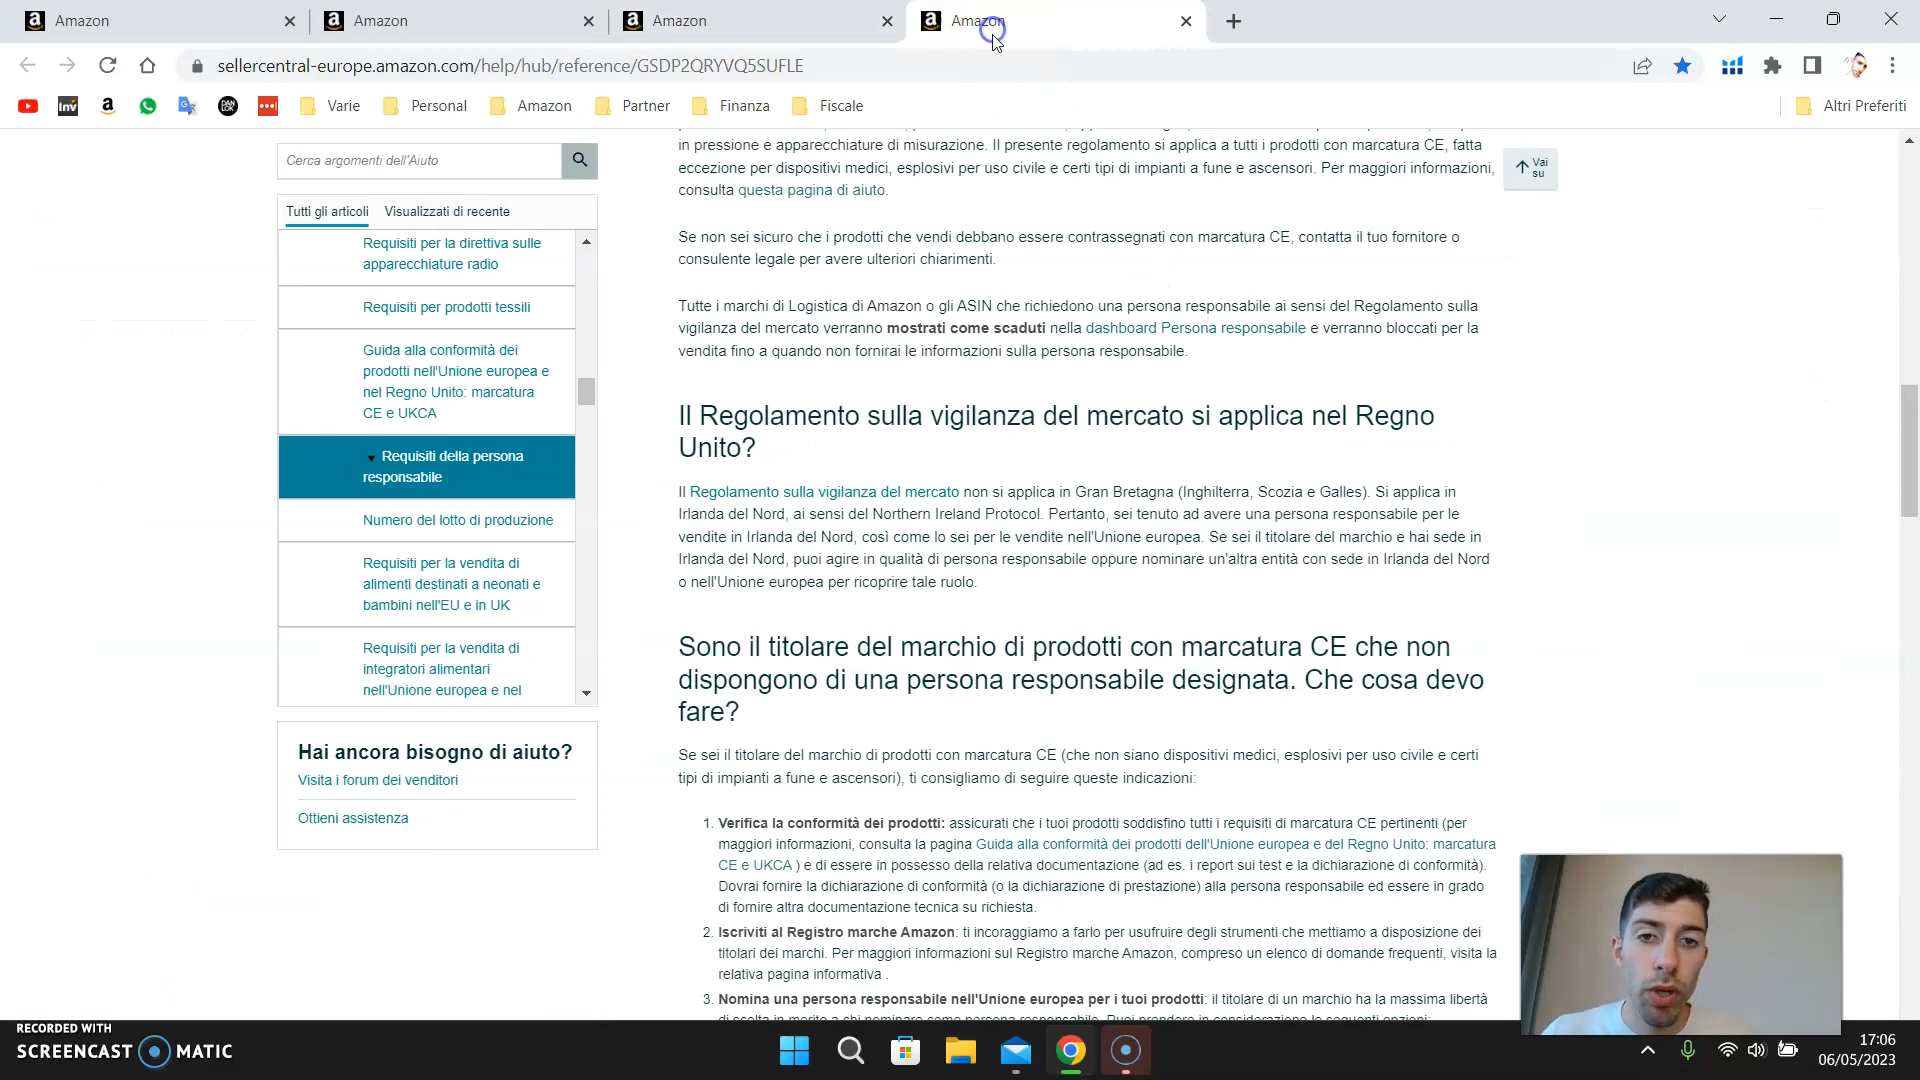 Amazon
Amazon
Amazon
Amazon
sellercentral-europe.amazon.com/help/hub/reference/GSDP2QRYVQ5SUFLE
Inv
DAN LOK
Varie
Personal
Amazon
Partner
Finanza
Fiscale
Altri Preferiti
Cerca argomenti dell'Aiuto
Tutti gli articoli
Visualizzati di recente
Requisiti per la direttiva sulle
apparecchiature radio
Requisiti per prodotti tessili
Guida alla conformità dei
prodotti nell'Unione europea e
nel Regno Unito: marcatura
CE e UKCA
Requisiti della persona
responsabile
Numero del lotto di produzione
Requisiti per la vendita di
alimenti destinati a neonati e
bambini nell'EU e in UK
Requisiti per la vendita di
integratori alimentari
nell'Unione europea e nel
Hai ancora bisogno di aiuto?
Visita i forum dei venditori
Ottieni assistenza
in pressione e apparecchiature di misurazione. Il presente regolamento si applica a tutti i prodotti con marcatura CE, fatta
eccezione per dispositivi medici, esplosivi per uso civile e certi tipi di impianti a fune e ascensori. Per maggiori informazioni,
consulta questa pagina di aiuto.
Vai
su
Se non sei sicuro che i prodotti che vendi debbano essere contrassegnati con marcatura CE, contatta il tuo fornitore o
consulente legale per avere ulteriori chiarimenti.
Tutte i marchi di Logistica di Amazon o gli ASIN che richiedono una persona responsabile ai sensi del Regolamento sulla
vigilanza del mercato verranno mostrati come scaduti nella dashboard Persona responsabile e verranno bloccati per la
vendita fino a quando non fornirai le informazioni sulla persona responsabile.
Il Regolamento sulla vigilanza del mercato si applica nel Regno
Unito?
Il Regolamento sulla vigilanza del mercato non si applica in Gran Bretagna (Inghilterra, Scozia e Galles). Si applica in
Irlanda del Nord, ai sensi del Northern Ireland Protocol. Pertanto, sei tenuto ad avere una persona responsabile per le
vendite in Irlanda del Nord, così come lo sei per le vendite nell'Unione europea. Se sei il titolare del marchio e hai sede in
Irlanda del Nord, puoi agire in qualità di persona responsabile oppure nominare un'altra entità con sede in Irlanda del Nord
o nell'Unione europea per ricoprire tale ruolo.
Sono il titolare del marchio di prodotti con marcatura CE che non
dispongono di una persona responsabile designata. Che cosa devo
fare?
Se sei il titolare del marchio di prodotti con marcatura CE (che non siano dispositivi medici, esplosivi per uso civile e certi
tipi di impianti a fune e ascensori), ti consigliamo di seguire queste indicazioni:
1. Verifica la conformità dei prodotti: assicurati che i tuoi prodotti soddisfino tutti i requisiti di marcatura CE pertinenti (per
maggiori informazioni, consulta la pagina Guida alla conformità dei prodotti dell'Unione europea e del Regno Unito: marcatura
CE e UKCA ) e di essere in possesso della relativa documentazione (ad es. i report sui test e la dichiarazione di conformità).
Dovrai fornire la dichiarazione di conformità (o la dichiarazione di prestazione) alla persona responsabile ed essere in grado
di fornire altra documentazione tecnica su richiesta.
2. Iscriviti al Registro marche Amazon: ti incoraggiamo a farlo per usufruire degli strumenti che mettiamo a disposizione dei
titolari dei marchi. Per maggiori informazioni sul Registro marche Amazon, compreso un elenco di domande frequenti, visita la
relativa pagina informativa .
3. Nomina una persona responsabile nell'Unione europea per i tuoi prodotti: il titolare di un marchio ha la massima libertà
di scelta in merito a chi nominare come persona responsabile. Puoi prendere in considerazione le seguenti opzioni:
RECORDED WITH
SCREENCAST MATIC
17:06
06/05/2023